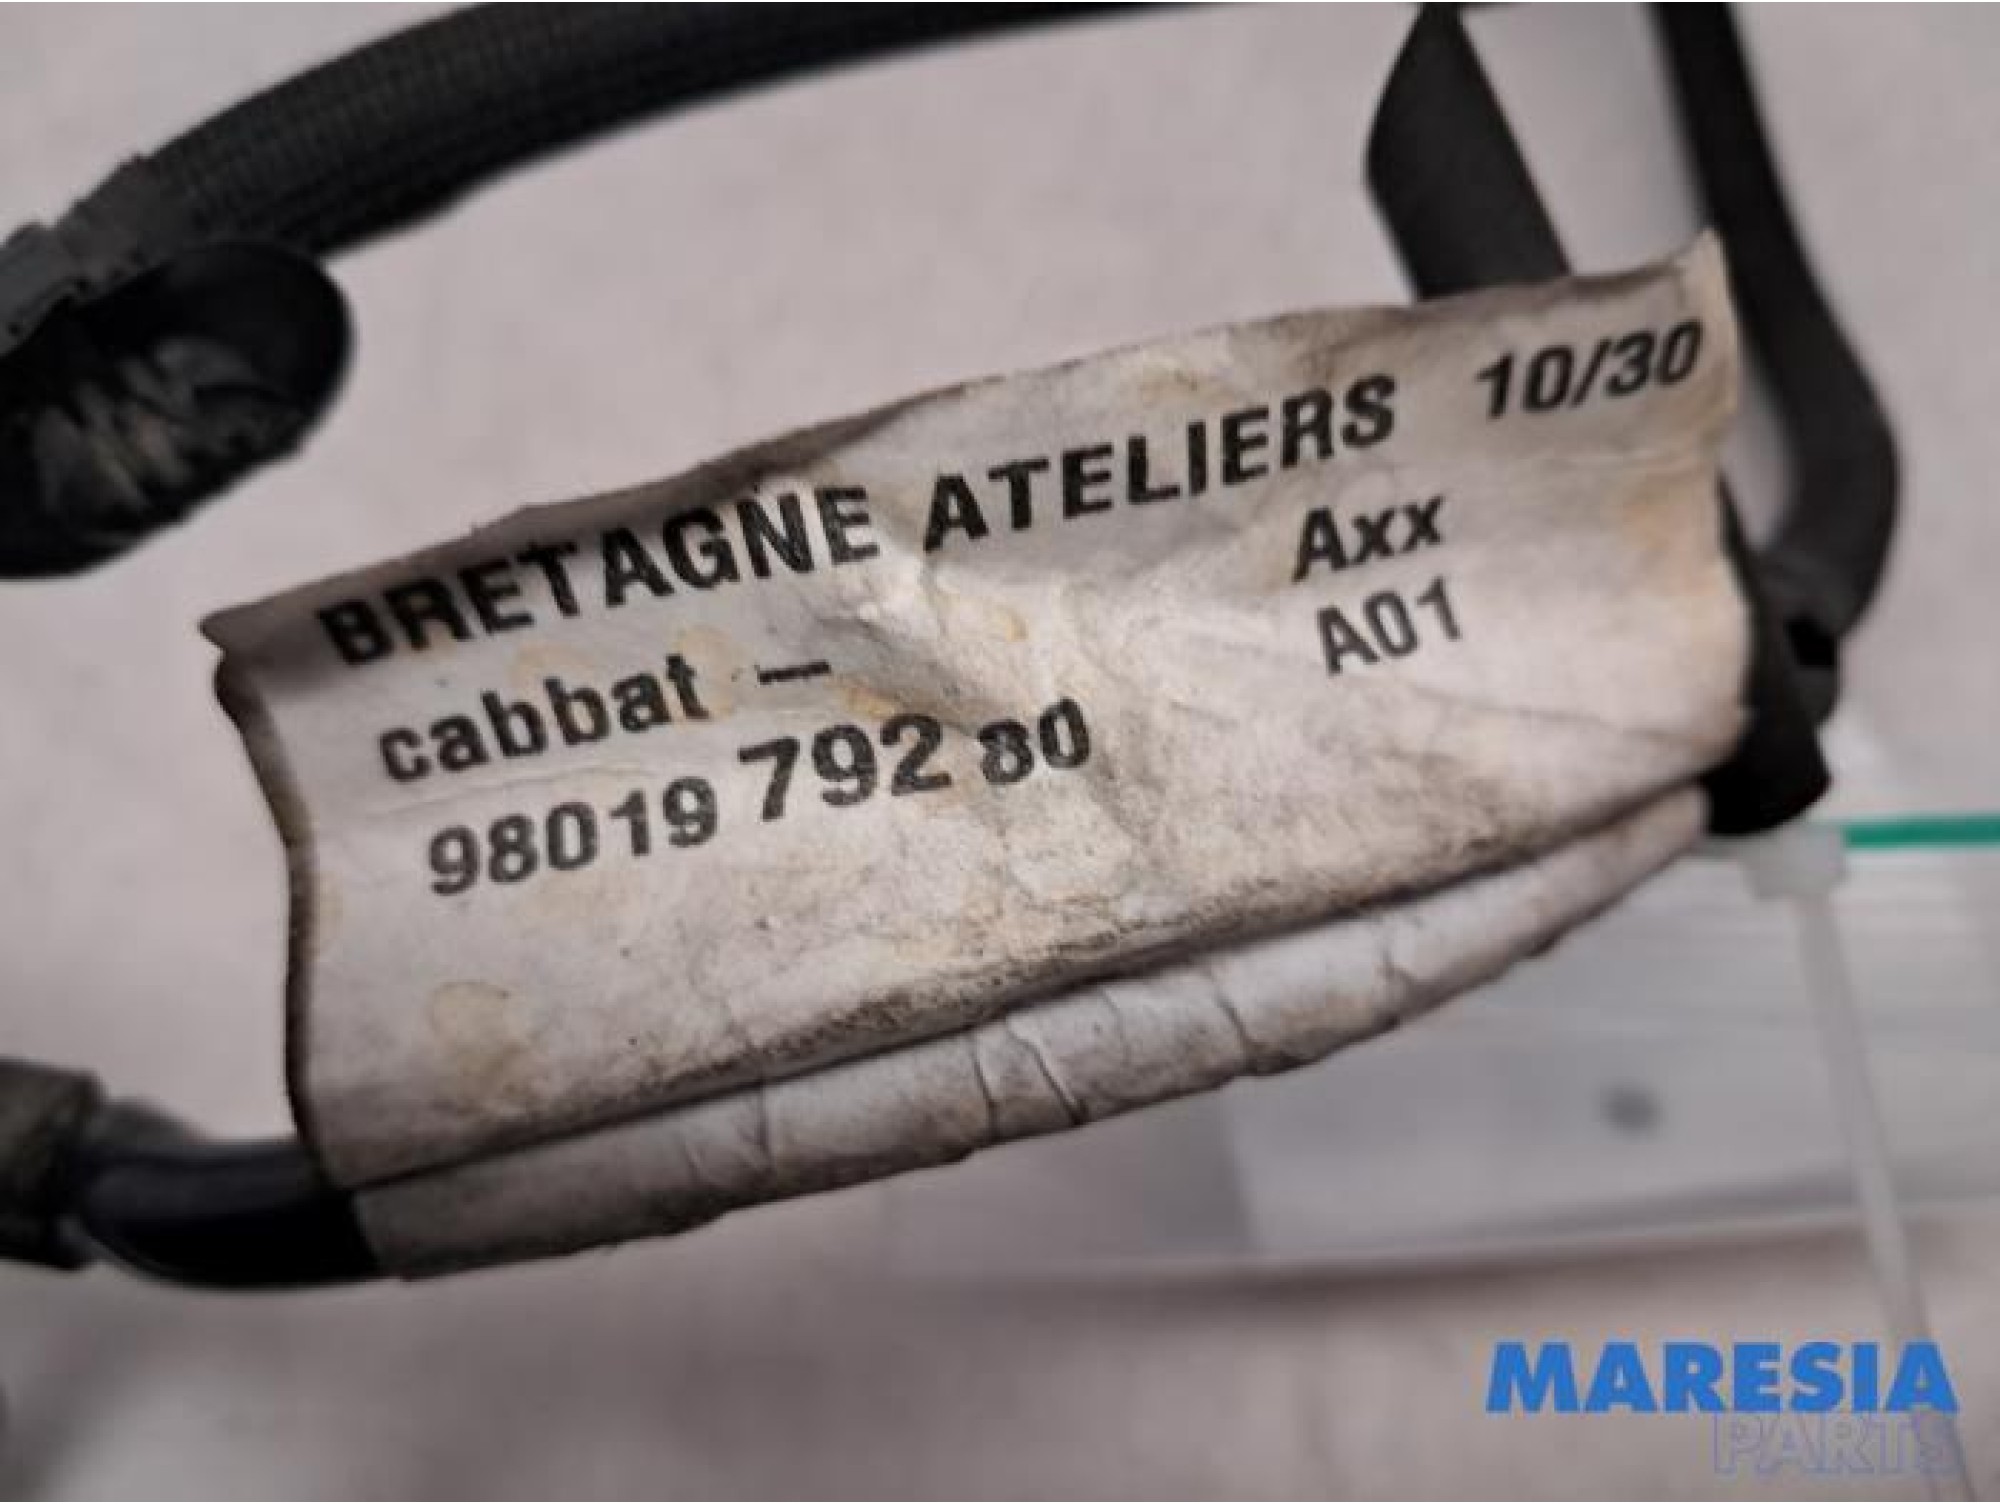 BRETAGNE ATELIERS 10/30
cabbat - Axx
98019 792 80 A01
MARESIA
PARTS